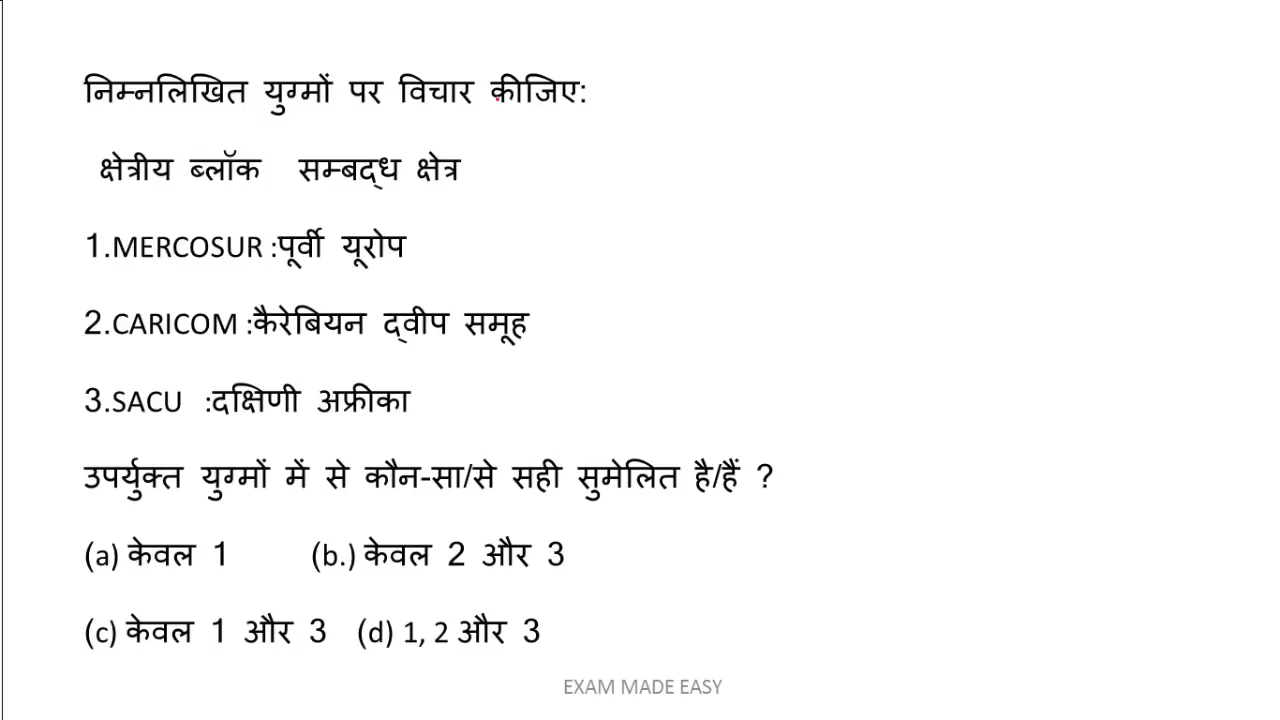 निम्नलिखित युग्मों पर विचार कीजिए:
क्षेत्रीय ब्लॉक सम्बद्ध क्षेत्र
1.MERCOSUR :पूर्वी यूरोप
2.CARICOM :कैरेबियन द्वीप समूह
3.SACU :दक्षिणी अफ्रीका
उपर्युक्त युग्मों में से कौन-सा/से सही सुमेलित है/हैं ?
(a) केवल 1 (b.) केवल 2 और 3
(c) केवल 1 और 3 (d) 1, 2 और 3
EXAM MADE EASY